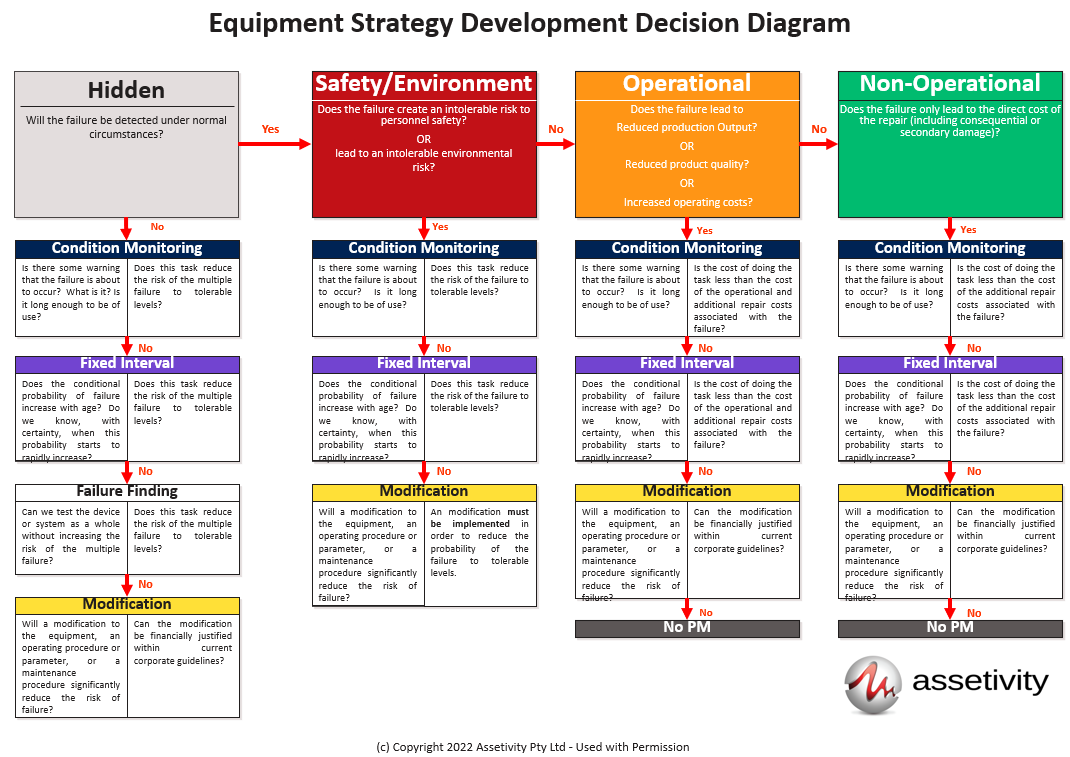 Equipment Strategy Development Decision Diagram
Hidden
Will the failure be detected under normal
circumstances?
Yes
Safety/Environment
Does the failure create an intolerable risk to
personnel safety?
OR
lead to an intolerable environmental
risk?
No
Operational
Does the failure lead to
Reduced production Output?
OR
Reduced product quality?
OR
Increased operating costs?
No
Non-Operational
Does the failure only lead to the direct cost of
the repair (including consequential or
secondary damage)?
No
Condition Monitoring
Is there some warning
that the failure is about
to occur? What is it? Is
it long enough to be of
use?
Does this task reduce
the risk of the multiple
failure to tolerable
levels?
No
Fixed Interval
Does the conditional
probability of failure
increase with age? Do
we know, with
certainty, when this
probability starts to
rapidly increase?
Does this task reduce
the risk of the multiple
failure to tolerable
levels?
No
Failure Finding
Can we test the device
or system as a whole
without increasing the
risk of the multiple
failure?
Does this task reduce
the risk of the multiple
failure to tolerable
levels?
No
Modification
Will a modification to
the equipment, an
operating procedure or
parameter, or a
maintenance
procedure significantly
reduce the risk of
failure?
Can the modification
be financially justified
within current
corporate guidelines?
Yes
Condition Monitoring
Is there some warning
that the failure is about
to occur? Is it long
enough to be of use?
Does this task reduce
the risk of the failure to
tolerable levels?
No
Fixed Interval
Does the conditional
probability of failure
increase with age? Do
we know, with
certainty, when this
probability starts to
rapidly increase?
Does this task reduce
the risk of the failure to
tolerable levels?
No
Modification
Will a modification to
the equipment, an
operating procedure or
parameter, or a
maintenance
procedure significantly
reduce the risk of
failure?
An modification must
be implemented in
order to reduce the
probability of the
failure to tolerable
levels.
Yes
Condition Monitoring
Is there some warning
that the failure is about
to occur? Is it long
enough to be of use?
Is the cost of doing the
task less than the cost
of the operational and
additional repair costs
associated with the
failure?
No
Fixed Interval
Does the conditional
probability of failure
increase with age? Do
we know, with
certainty, when this
probability starts to
rapidly increase?
Is the cost of doing the
task less than the cost
of the operational and
additional repair costs
associated with the
failure?
No
Modification
Will a modification to
the equipment, an
operating procedure or
parameter, or a
maintenance
procedure significantly
reduce the risk of
failure?
Can the modification
be financially justified
within current
corporate guidelines?
No
No PM
Yes
Condition Monitoring
Is there some warning
that the failure is about
to occur? Is it long
enough to be of use?
Is the cost of doing the
task less than the cost
of the additional repair
costs associated with
the failure?
No
Fixed Interval
Does the conditional
probability of failure
increase with age? Do
we know, with
certainty, when this
probability starts to
rapidly increase?
Is the cost of doing the
task less than the cost
of the additional repair
costs associated with
the failure?
No
Modification
Will a modification to
the equipment, an
operating procedure or
parameter, or a
maintenance
procedure significantly
reduce the risk of
failure?
Can the modification
be financially justified
within current
corporate guidelines?
No
No PM
assetivity
(c) Copyright 2022 Assetivity Pty Ltd - Used with Permission